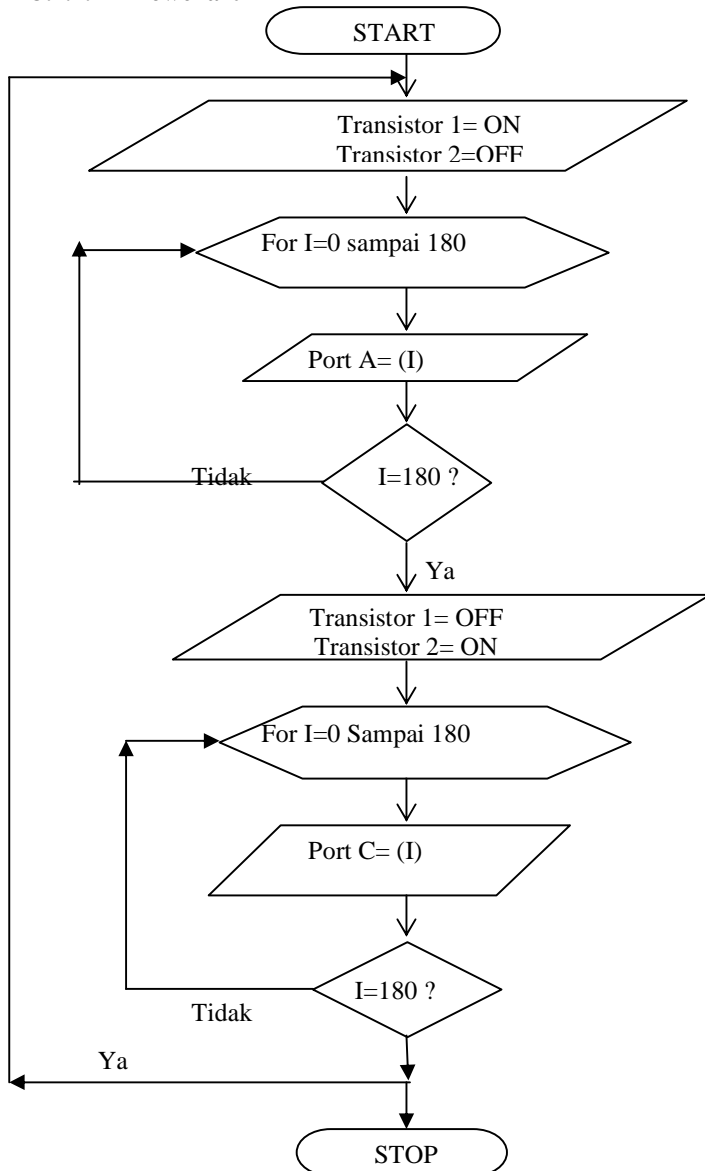 START
Transistor 1= ON
Transistor 2=OFF
For I=0 sampai 180
Port A= (I)
Tidak
I=180 ?
Ya
Transistor 1= OFF
Transistor 2= ON
For I=0 Sampai 180
Port C= (I)
I=180 ?
Tidak
Ya
STOP